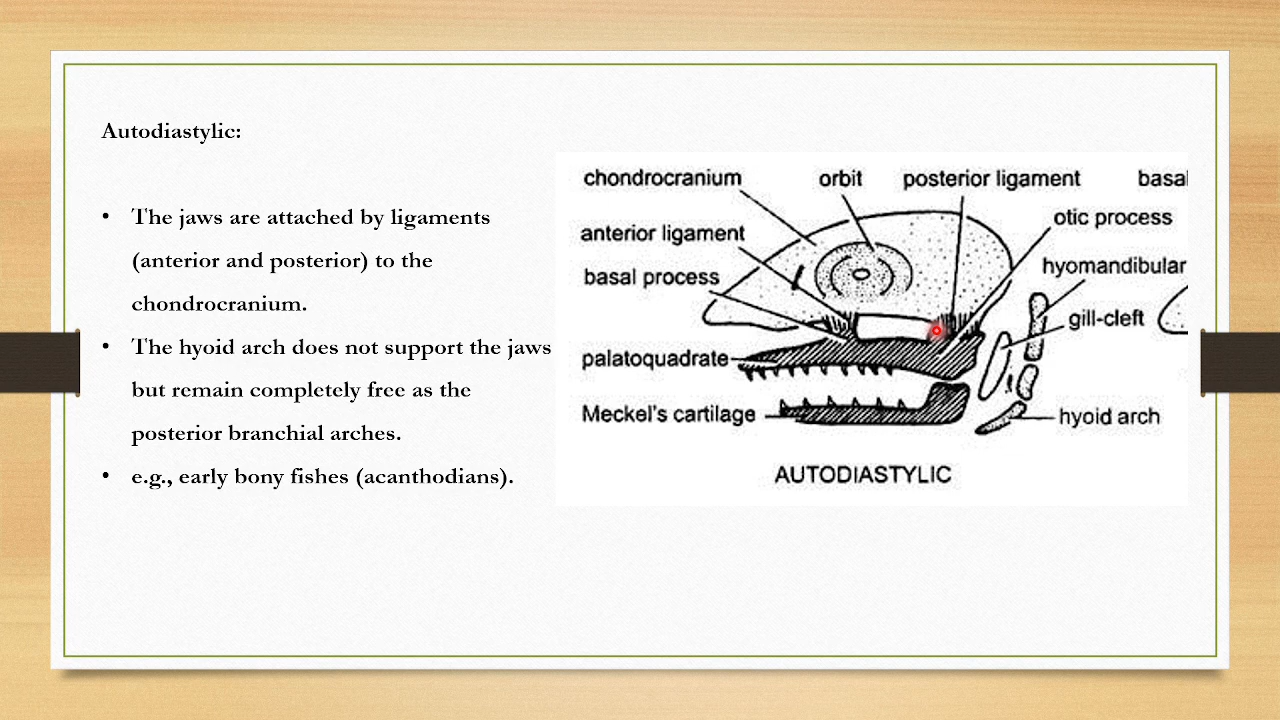 Autodiastylic:
• The jaws are attached by ligaments
(anterior and posterior) to the
chondrocranium.
• The hyoid arch does not support the jaws
but remain completely free as the
posterior branchial arches.
• e.g., early bony fishes (acanthodians).
chondrocranium
orbit
posterior ligament
basal
otic process
anterior ligament
hyomandibular
basal process
gill-cleft
palatoquadrate
Meckel's cartilage
hyoid arch
AUTODIASTYLIC